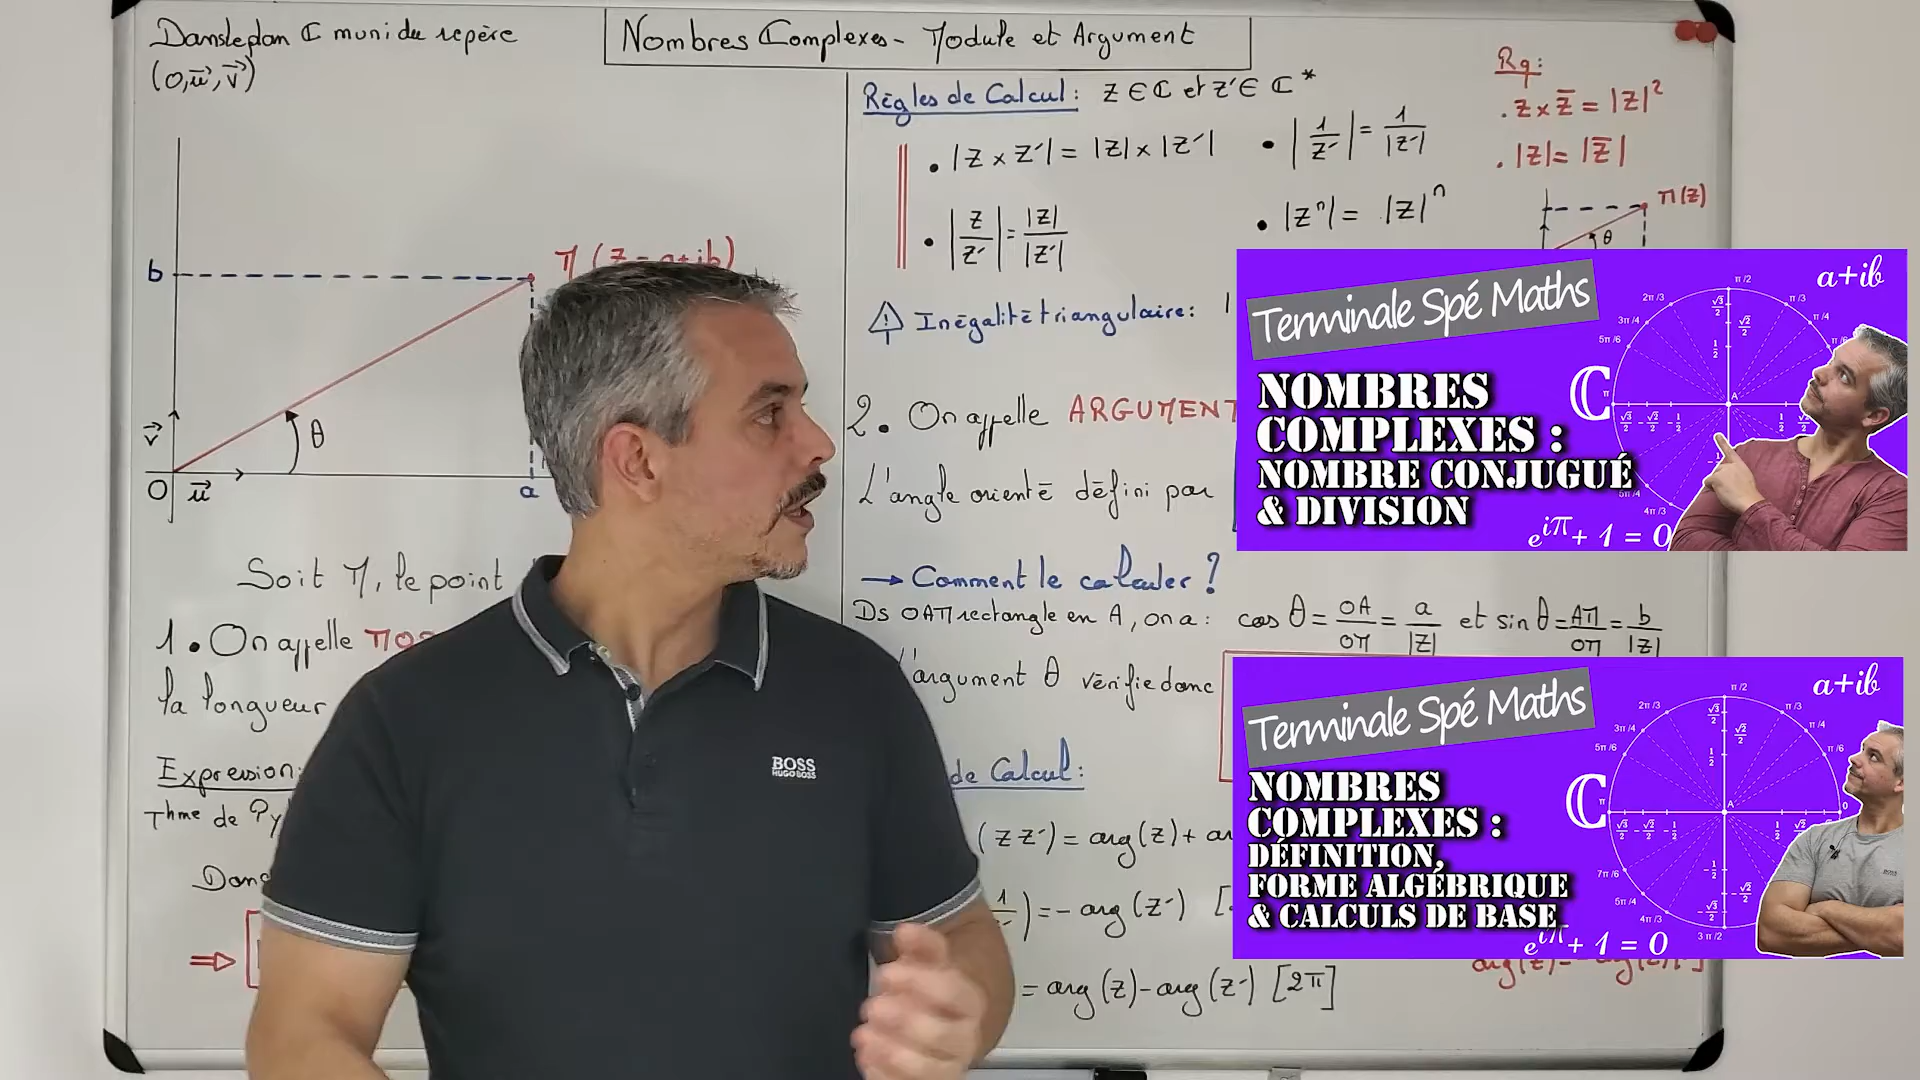 Dans le plan ℂ muni du repère
(O, u⃗, v⃗)
Nombres Complexes - Module et Argument
b
M (z = a+ib)
θ
v⃗
O u⃗ a
Soit M, le point
1. On appelle
la longueur
Expression:
Thme de Py
Donc
⇒
Règles de Calcul : z ∈ ℂ et z' ∈ ℂ*
• |z × z'| = |z| × |z'|
• |1/z'| = 1/|z'|
• |z/z'| = |z|/|z'|
• |zⁿ| = |z|ⁿ
Inégalité triangulaire :
Rq:
. z × z̄ = |z|²
. |z| = |z̄|
M(z)
θ
2. On appelle ARGUMENT
L'angle orienté défini par
→ Comment le calculer ?
Ds OAM rectangle en A, on a : cos θ = OA/OM = a/|z| et sin θ = AM/OM = b/|z|
L'argument θ vérifie donc
de Calcul :
(zz') = arg(z) + ar
) = - arg(z')
= arg(z) - arg(z') [2π]
BOSS
HUGO BOSS
Terminale Spé Maths
a+ib
NOMBRES
COMPLEXES :
NOMBRE CONJUGUÉ
& DIVISION
ℂ
e^{iπ} + 1 = 0
Terminale Spé Maths
a+ib
NOMBRES
COMPLEXES :
DÉFINITION,
FORME ALGÉBRIQUE
& CALCULS DE BASE
ℂ
e^{iπ} + 1 = 0